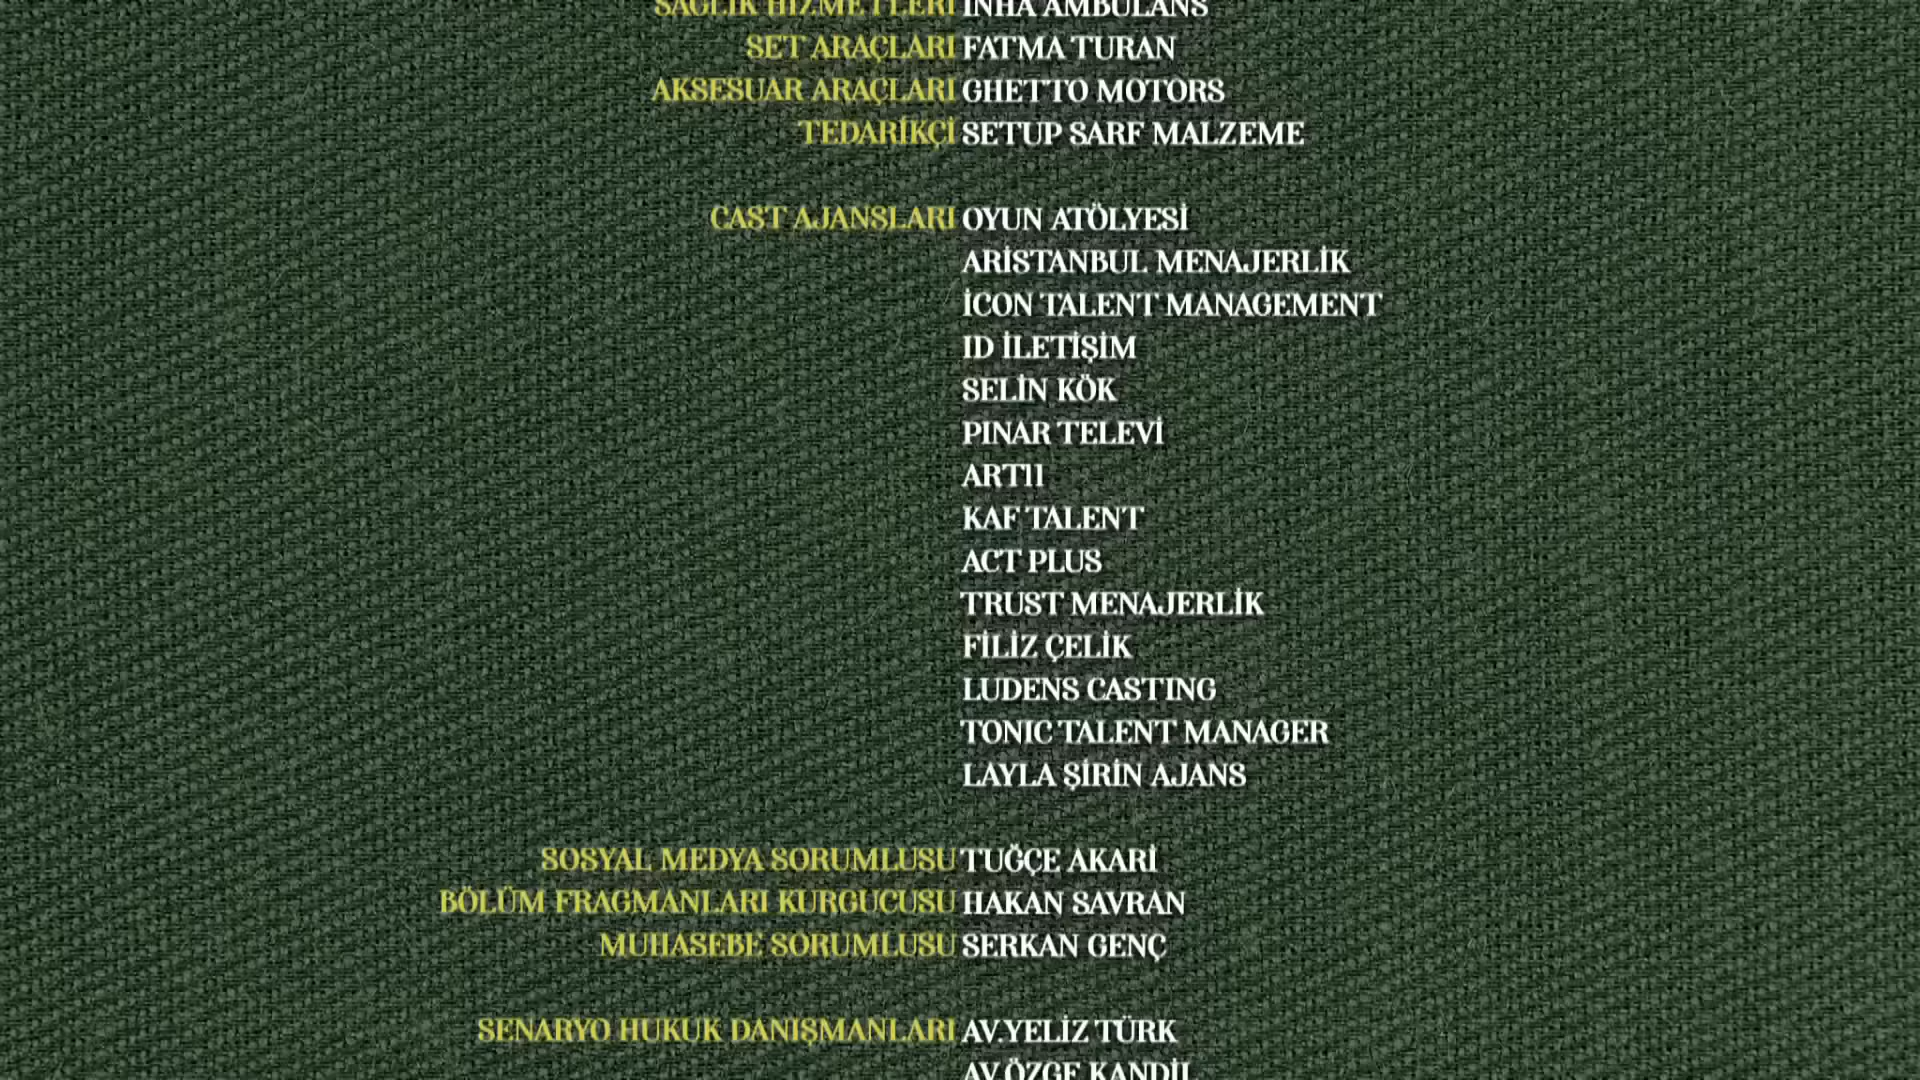 SAĞLIK HİZMETLERİ INHA AMBULANS
SET ARAÇLARI FATMA TURAN
AKSESUAR ARAÇLARI GHETTO MOTORS
TEDARİKÇİ SETUP SARF MALZEME
CAST AJANSLARI OYUN ATÖLYESİ
ARİSTANBUL MENAJERLİK
İCON TALENT MANAGEMENT
ID İLETİŞİM
SELİN KÖK
PINAR TELEVİ
ART11
KAF TALENT
ACT PLUS
TRUST MENAJERLİK
FİLİZ ÇELİK
LUDENS CASTING
TONIC TALENT MANAGER
LAYLA ŞİRİN AJANS
SOSYAL MEDYA SORUMLUSU TUĞÇE AKARİ
BÖLÜM FRAGMANLARI KURGUCUSU HAKAN SAVRAN
MUHASEBE SORUMLUSU SERKAN GENÇ
SENARYO HUKUK DANIŞMANLARI AV.YELİZ TÜRK
AV.ÖZGE KANDİL